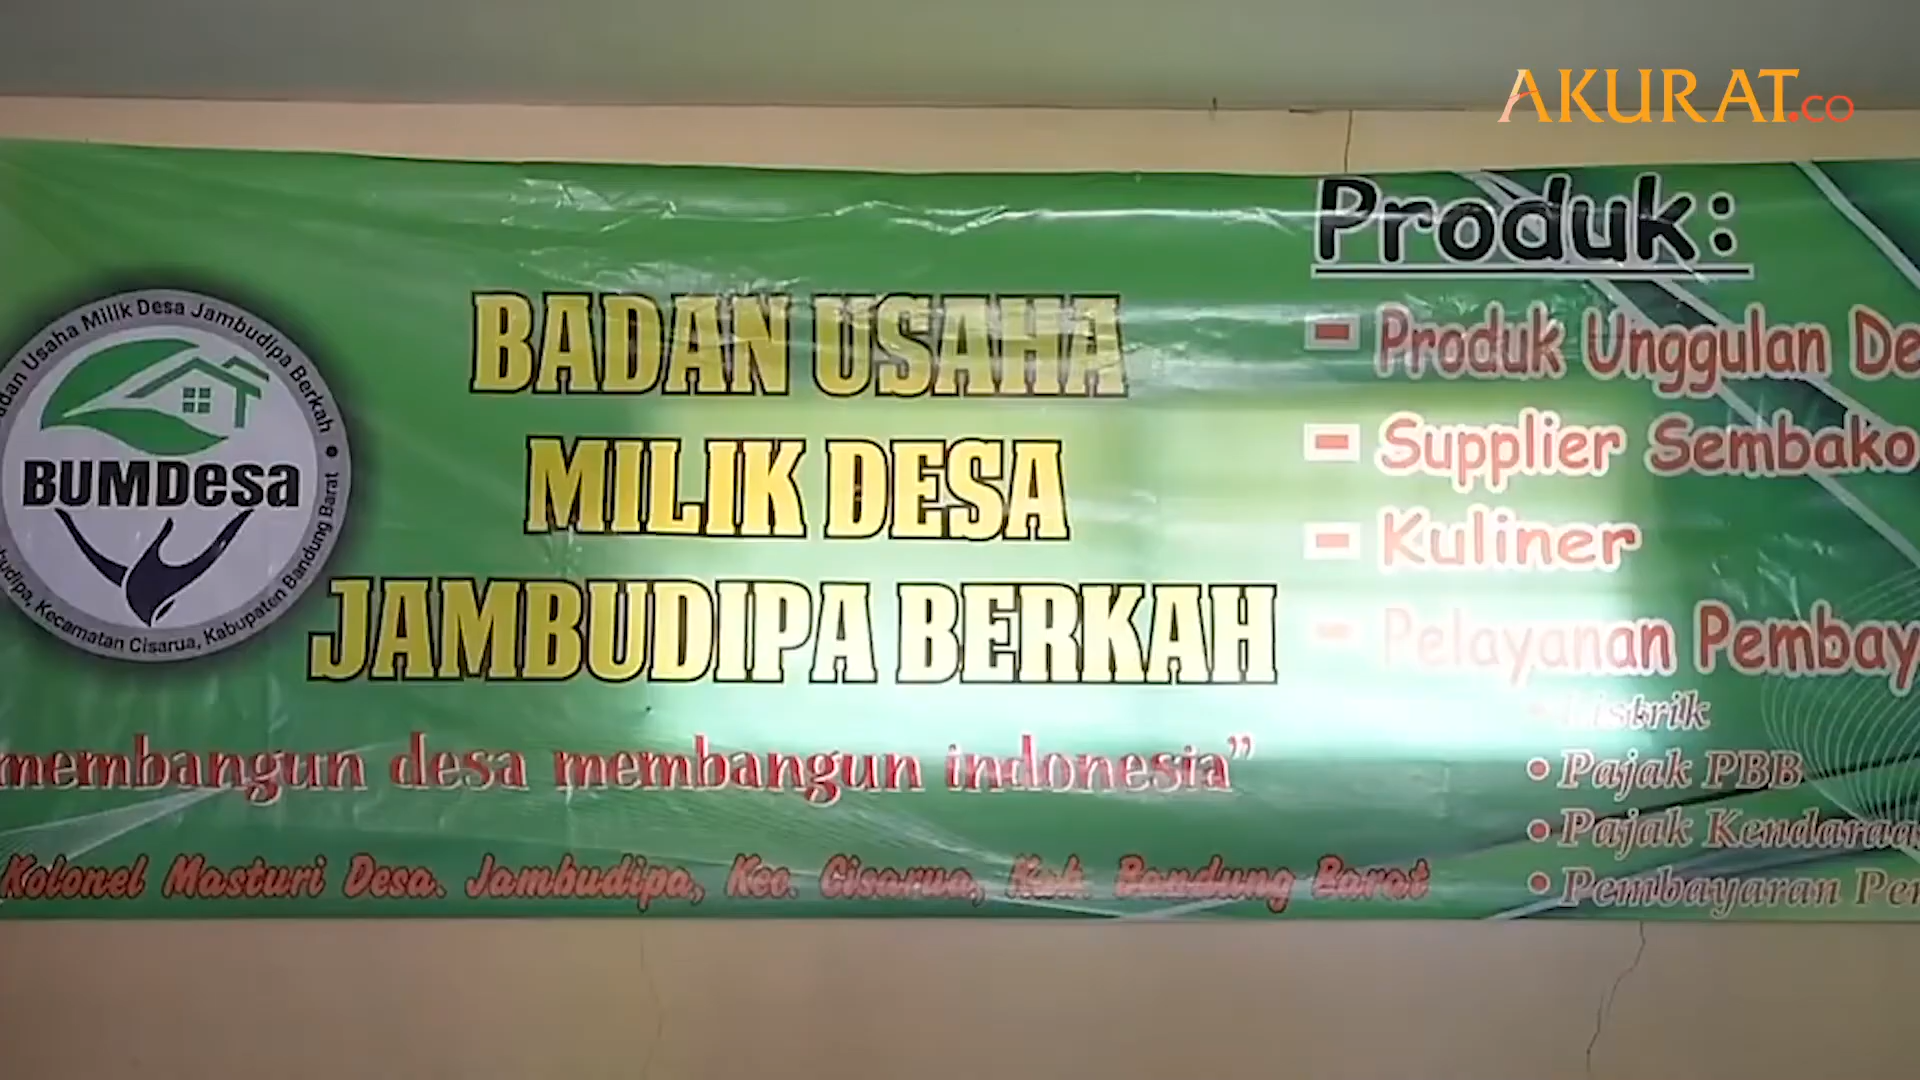 AKURAT.CO
Badan Usaha Milik Desa Jambudipa Berkah
BUMDesa
Kecamatan Cisarua, Kabupaten Bandung Barat
BADAN USAHA
MILIK DESA
JAMBUDIPA BERKAH
membangun desa membangun indonesia”
Kolonel Masturi Desa. Jambudipa, Kec. Cisarua, Kab. Bandung Barat
Produk:
- Produk Unggulan De
- Supplier Sembako
- Kuliner
- Pelayanan Pembay
• Listrik
• Pajak PBB
• Pajak Kendaraa
• Pembayaran Per